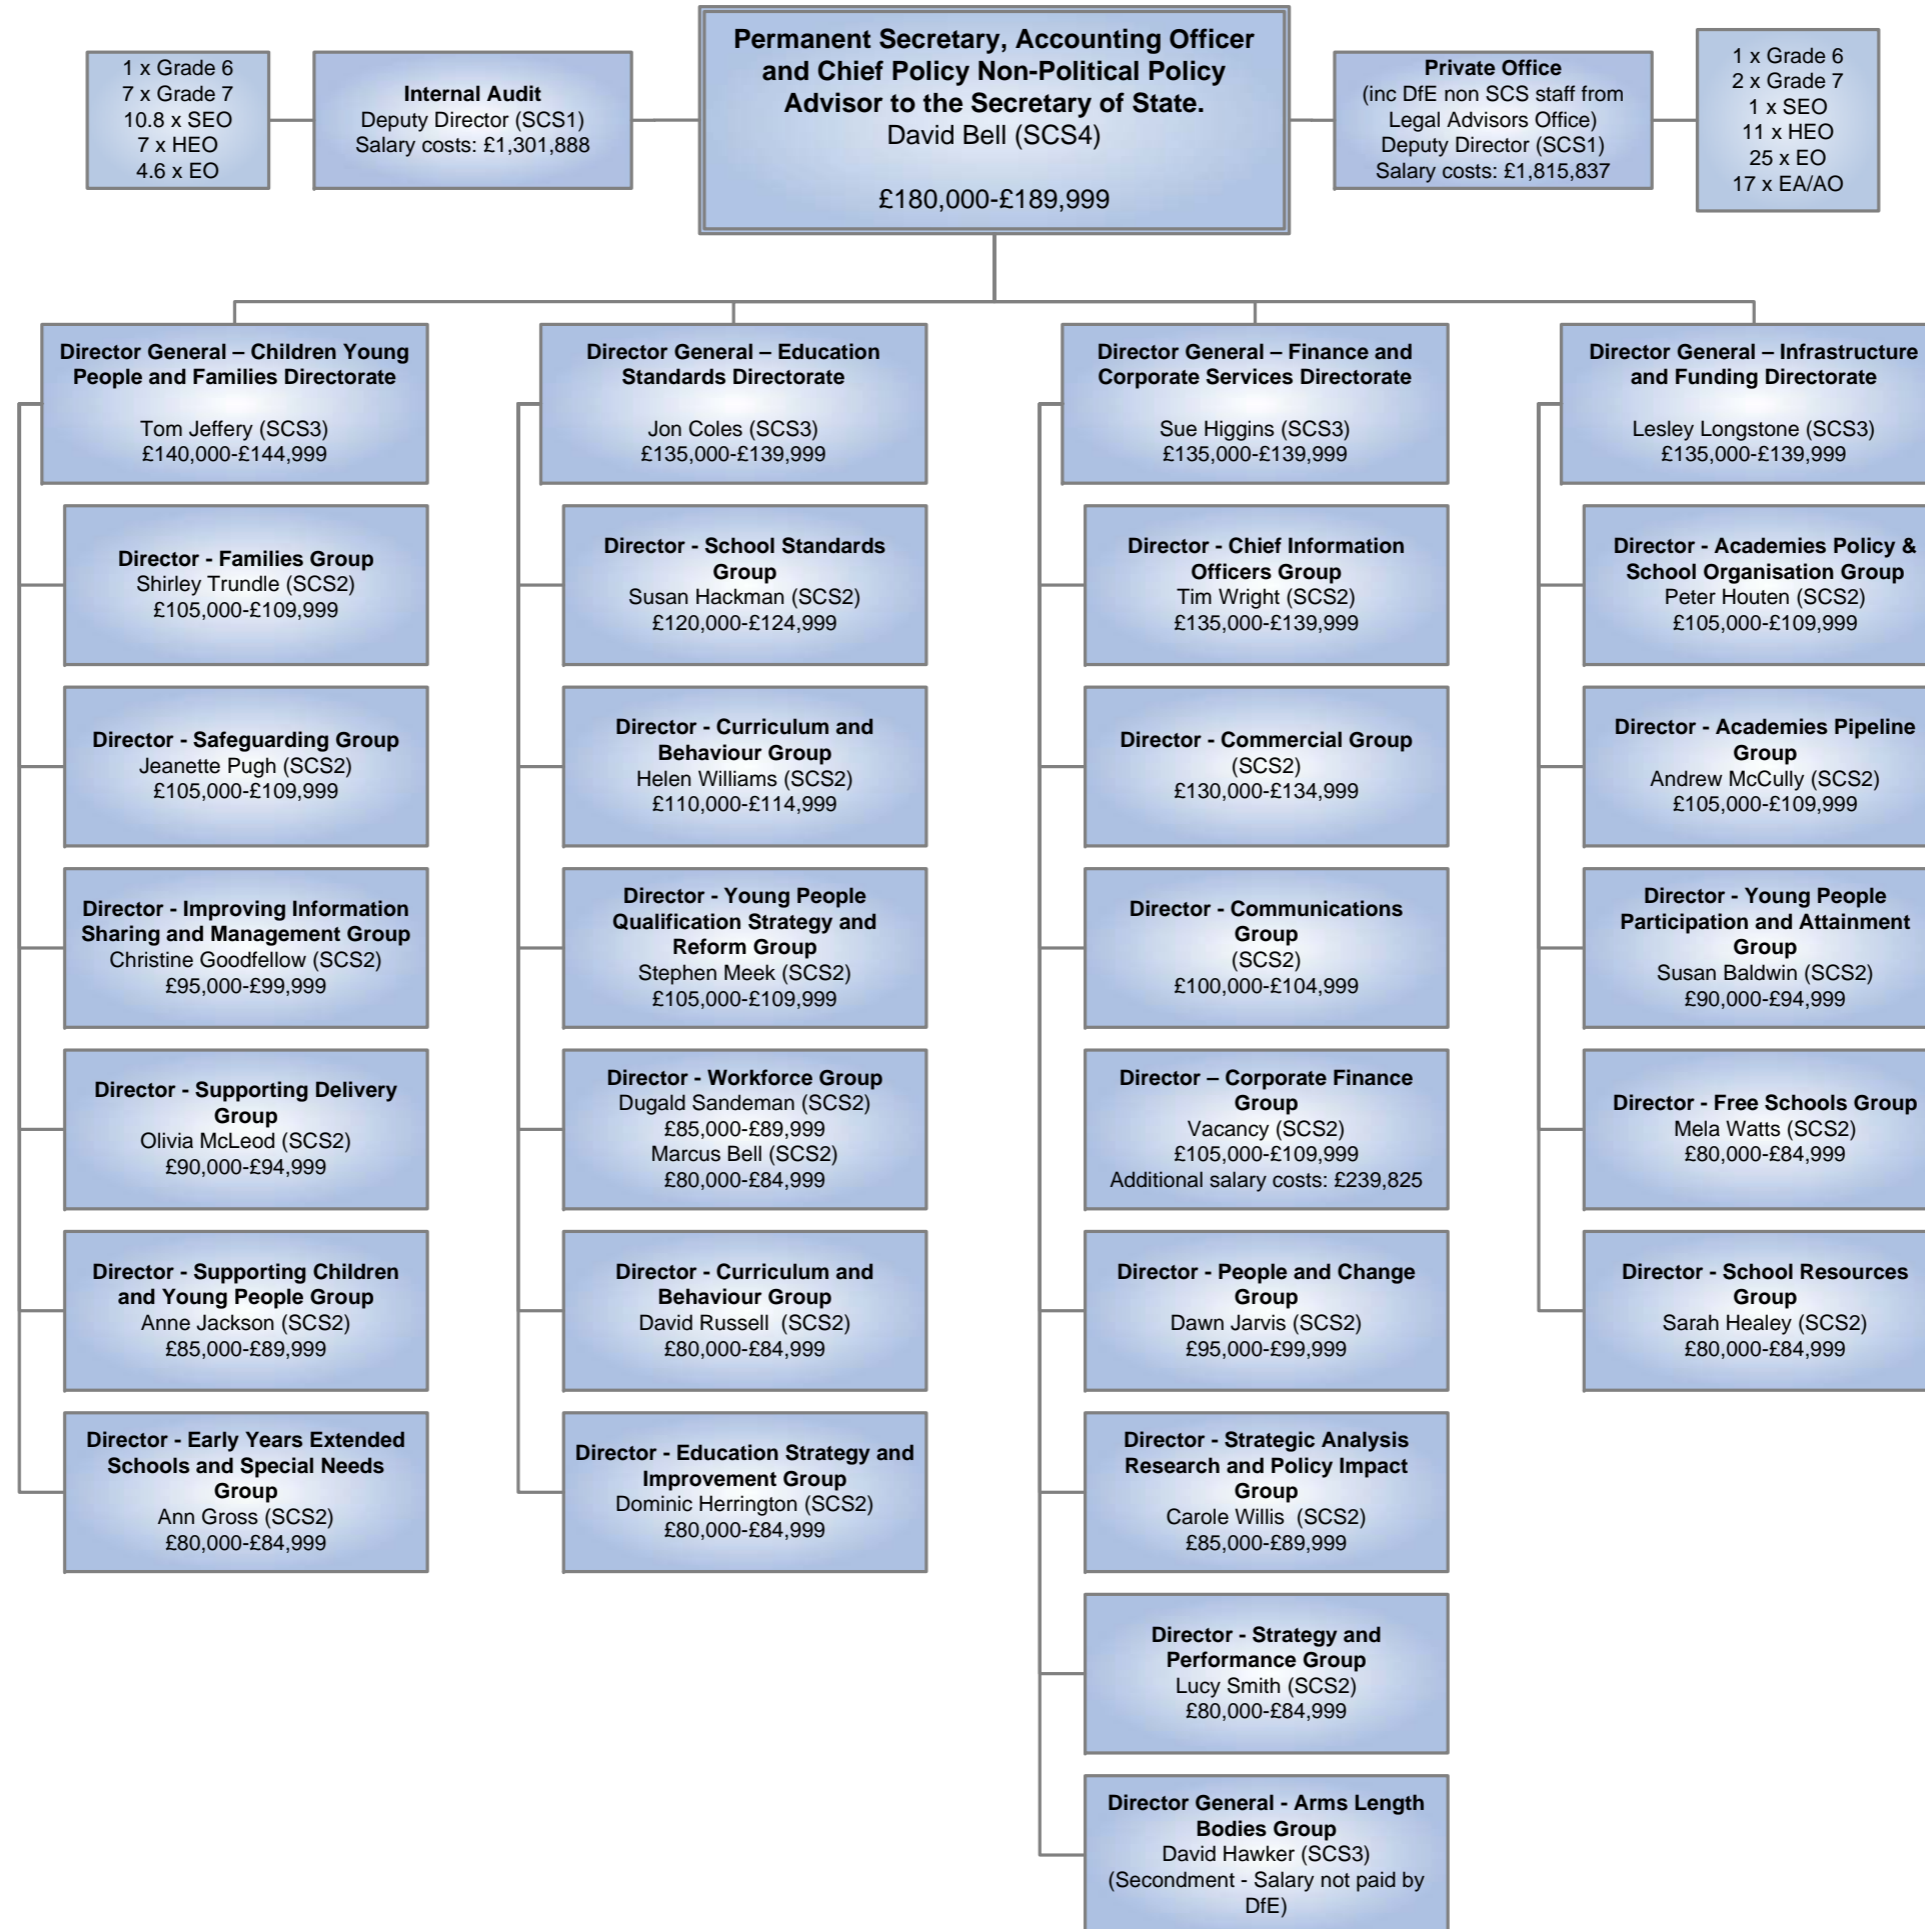 1 x Grade 6
7 x Grade 7
10.8 x SEO
7 x HEO
4.6 x EO
Internal Audit
Deputy Director (SCS1)
Salary costs: £1,301,888
Permanent Secretary, Accounting Officer
and Chief Policy Non-Political Policy
Advisor to the Secretary of State.
David Bell (SCS4)
£180,000-£189,999
Private Office
(inc DfE non SCS staff from
Legal Advisors Office)
Deputy Director (SCS1)
Salary costs: £1,815,837
1 x Grade 6
2 x Grade 7
1 x SEO
11 x HEO
25 x EO
17 x EA/AO
Director General – Children Young
People and Families Directorate
Tom Jeffery (SCS3)
£140,000-£144,999
Director - Families Group
Shirley Trundle (SCS2)
£105,000-£109,999
Director - Safeguarding Group
Jeanette Pugh (SCS2)
£105,000-£109,999
Director - Improving Information
Sharing and Management Group
Christine Goodfellow (SCS2)
£95,000-£99,999
Director - Supporting Delivery
Group
Olivia McLeod (SCS2)
£90,000-£94,999
Director - Supporting Children
and Young People Group
Anne Jackson (SCS2)
£85,000-£89,999
Director - Early Years Extended
Schools and Special Needs
Group
Ann Gross (SCS2)
£80,000-£84,999
Director General – Education
Standards Directorate
Jon Coles (SCS3)
£135,000-£139,999
Director - School Standards
Group
Susan Hackman (SCS2)
£120,000-£124,999
Director - Curriculum and
Behaviour Group
Helen Williams (SCS2)
£110,000-£114,999
Director - Young People
Qualification Strategy and
Reform Group
Stephen Meek (SCS2)
£105,000-£109,999
Director - Workforce Group
Dugald Sandeman (SCS2)
£85,000-£89,999
Marcus Bell (SCS2)
£80,000-£84,999
Director - Curriculum and
Behaviour Group
David Russell (SCS2)
£80,000-£84,999
Director - Education Strategy and
Improvement Group
Dominic Herrington (SCS2)
£80,000-£84,999
Director General – Finance and
Corporate Services Directorate
Sue Higgins (SCS3)
£135,000-£139,999
Director - Chief Information
Officers Group
Tim Wright (SCS2)
£135,000-£139,999
Director - Commercial Group
(SCS2)
£130,000-£134,999
Director - Communications
Group
(SCS2)
£100,000-£104,999
Director – Corporate Finance
Group
Vacancy (SCS2)
£105,000-£109,999
Additional salary costs: £239,825
Director - People and Change
Group
Dawn Jarvis (SCS2)
£95,000-£99,999
Director - Strategic Analysis
Research and Policy Impact
Group
Carole Willis (SCS2)
£85,000-£89,999
Director - Strategy and
Performance Group
Lucy Smith (SCS2)
£80,000-£84,999
Director General - Arms Length
Bodies Group
David Hawker (SCS3)
(Secondment - Salary not paid by
DfE)
Director General – Infrastructure
and Funding Directorate
Lesley Longstone (SCS3)
£135,000-£139,999
Director - Academies Policy &
School Organisation Group
Peter Houten (SCS2)
£105,000-£109,999
Director - Academies Pipeline
Group
Andrew McCully (SCS2)
£105,000-£109,999
Director - Young People
Participation and Attainment
Group
Susan Baldwin (SCS2)
£90,000-£94,999
Director - Free Schools Group
Mela Watts (SCS2)
£80,000-£84,999
Director - School Resources
Group
Sarah Healey (SCS2)
£80,000-£84,999